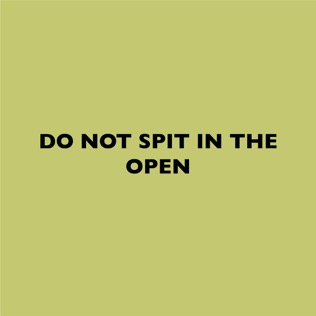 DO NOT SPIT IN THE
OPEN